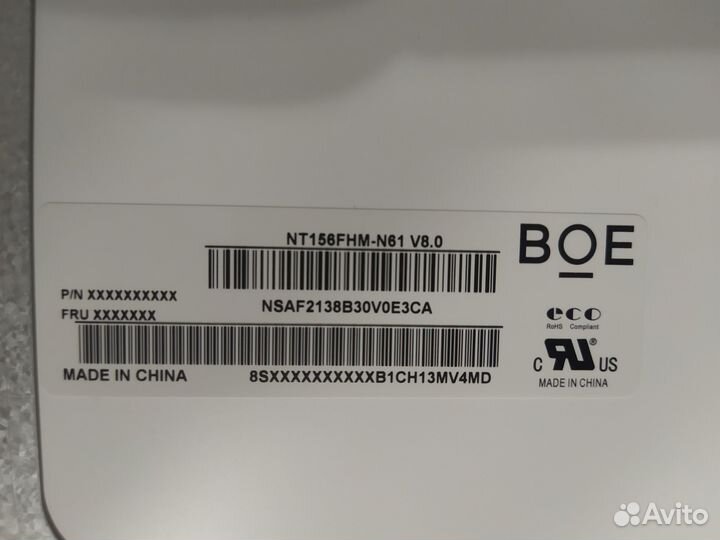 NT156FHM-N61 V8.0
BOE
P/N XXXXXXXXXX
NSAF2138B30V0E3CA
FRU XXXXXXX
eco
RoHS Compliant
C RU US
MADE IN CHINA
8SXXXXXXXXXXB1CH13MV4MD
MADE IN CHINA
Avito